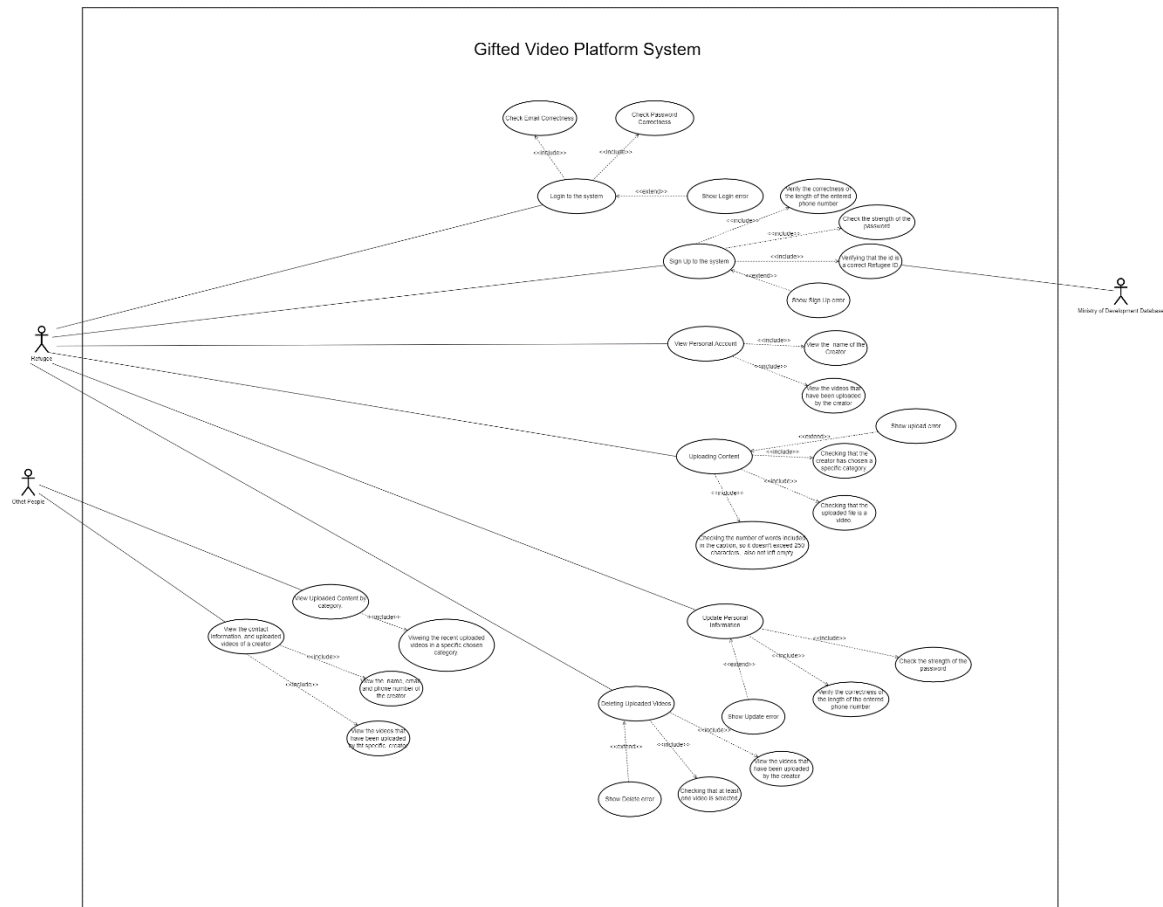 Gifted Video Platform System
Check Email Correctness
Check Password
Correctness
<<include>>
<<include>>
Login to the system
<<extend>>
Show Login error
Verify the correctness of
the length of the entered
phone number
<<include>>
Check the strength of the
password
<<include>>
Sign Up to the system
<<include>>
Verifying that the id is
a correct Refugee ID
<<extend>>
Show Sign Up error
Ministry of Development Database
Refugee
View Personal Account
<<include>>
View the name of the
Creator
<<include>>
View the videos that
have been uploaded
by the creator
Show upload error
<<extend>>
Uploading Content
<<include>>
Checking that the
creator has chosen a
specific category
<<include>>
Checking that the
uploaded file is a
video
<<include>>
Checking the number of words included
in the caption, so it doesn't exceed 250
characters, also not left empty
Othet People
View Uploaded Content by
category
<<include>>
Viwering the recent uploaded
videos in a specific chosen
category
View the contact
information, and uploaded
videos of a creator
<<include>>
View the name, email,
and phone number of
the creator
<<include>>
View the videos that
have been uploaded
by tht specific creator
Update Personal
Information
<<include>>
Check the strength of the
password
<<include>>
Verify the correctness of
the length of the entered
phone number
<<extend>>
Show Update error
Deleting Uploaded Videos
<<include>>
View the videos that
have been uploaded
by the creator
<<include>>
Checking that at least
one video is selected
<<extend>>
Show Delete error